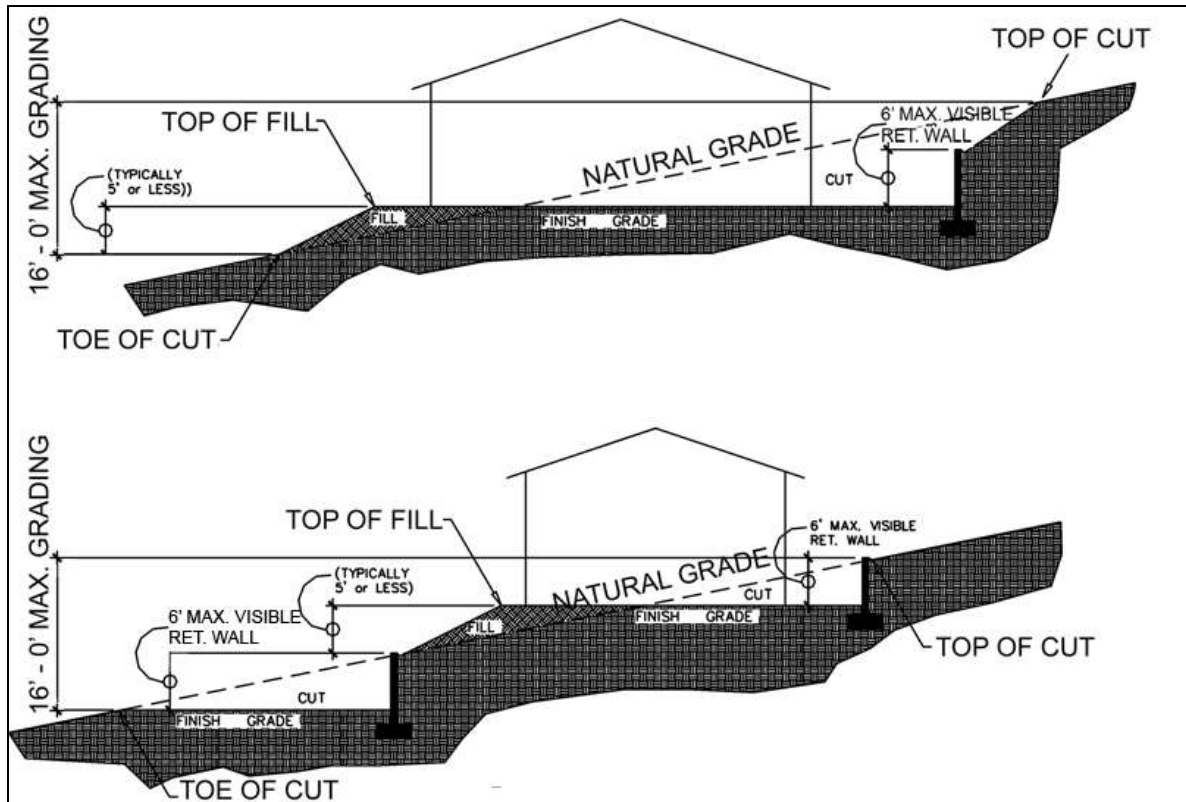 TOP OF CUT
16' - 0' MAX. GRADING
TOP OF FILL
6' MAX. VISIBLE
RET. WALL
(TYPICALLY
5' or LESS))
NATURAL GRADE
CUT
FILL
FINISH GRADE
TOE OF CUT
16' - 0' MAX. GRADING
TOP OF FILL
6' MAX. VISIBLE
RET. WALL
(TYPICALLY
5' or LESS)
NATURAL GRADE
CUT
6' MAX. VISIBLE
RET. WALL
FINISH GRADE
FILL
TOP OF CUT
CUT
FINISH GRADE
TOE OF CUT